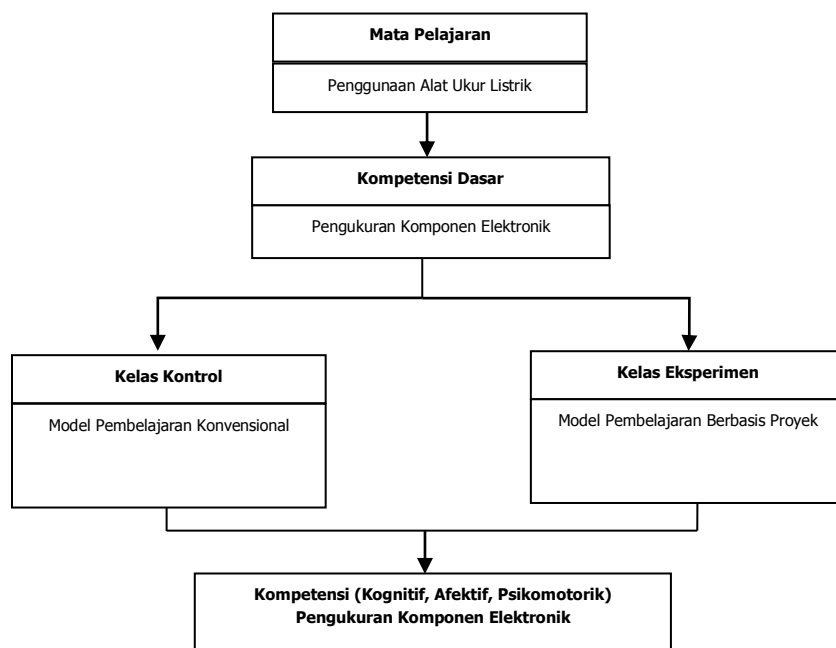 Mata Pelajaran
Penggunaan Alat Ukur Listrik
Kompetensi Dasar
Pengukuran Komponen Elektronik
Kelas Kontrol
Model Pembelajaran Konvensional
Kelas Eksperimen
Model Pembelajaran Berbasis Proyek
Kompetensi (Kognitif, Afektif, Psikomotorik)
Pengukuran Komponen Elektronik